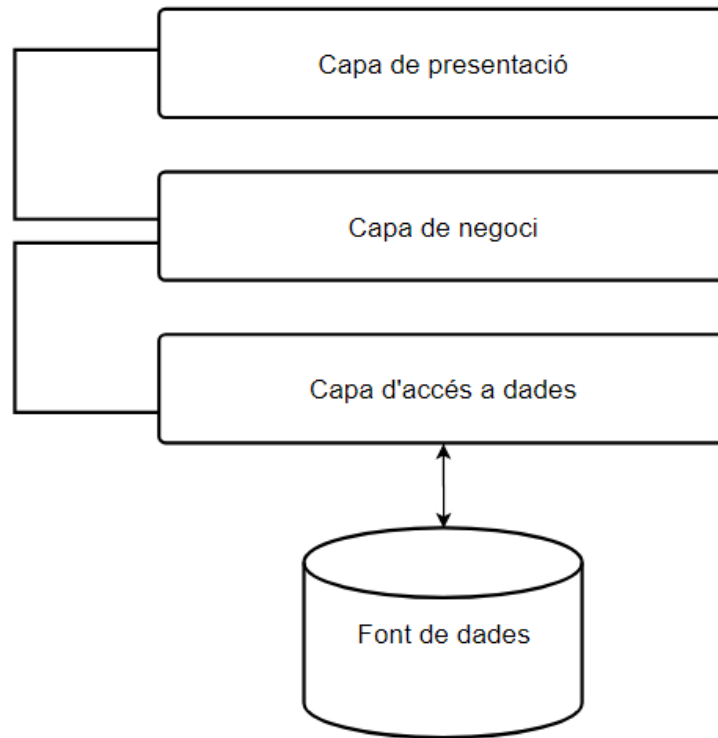 Capa de presentació
Capa de negoci
Capa d'accés a dades
Font de dades